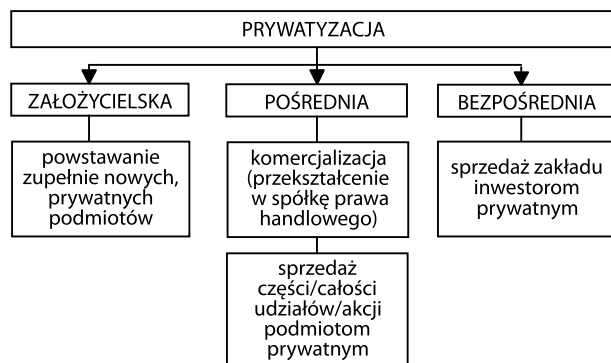 PRYWATYZACJA
ZAŁOŻYCIELSKA
POŚREDNIA
BEZPOŚREDNIA
powstawanie
zupełnie nowych,
prywatnych
podmiotów
komercjalizacja
(przekształcenie
w spółkę prawa
handlowego)
sprzedaż zakładu
inwestorom
prywatnym
sprzedaż
części/całości
udziałów/akcji
podmiotom
prywatnym